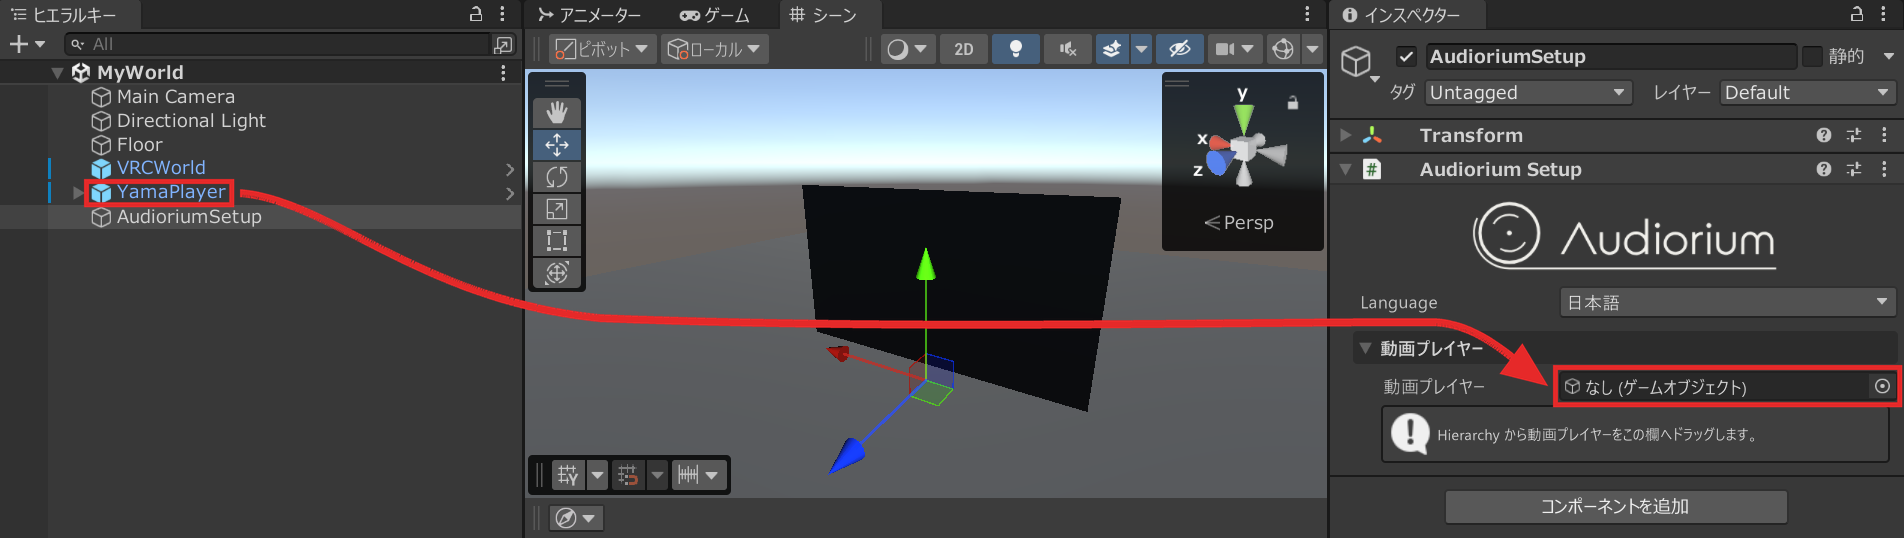 ヒエラルキー
All
MyWorld
Main Camera
Directional Light
Floor
VRCWorld
YamaPlayer
AudioriumSetup
アニメーター
ゲーム
シーン
ピボット
ローカル
2D
y
x
z
Persp
Y
インスペクター
AudioriumSetup
静的
タグ Untagged
レイヤー Default
Transform
# Audiorium Setup
Audiorium
Language 日本語
動画プレイヤー
動画プレイヤー なし (ゲームオブジェクト)
Hierarchy から動画プレイヤーをこの欄へドラッグします。
コンポーネントを追加